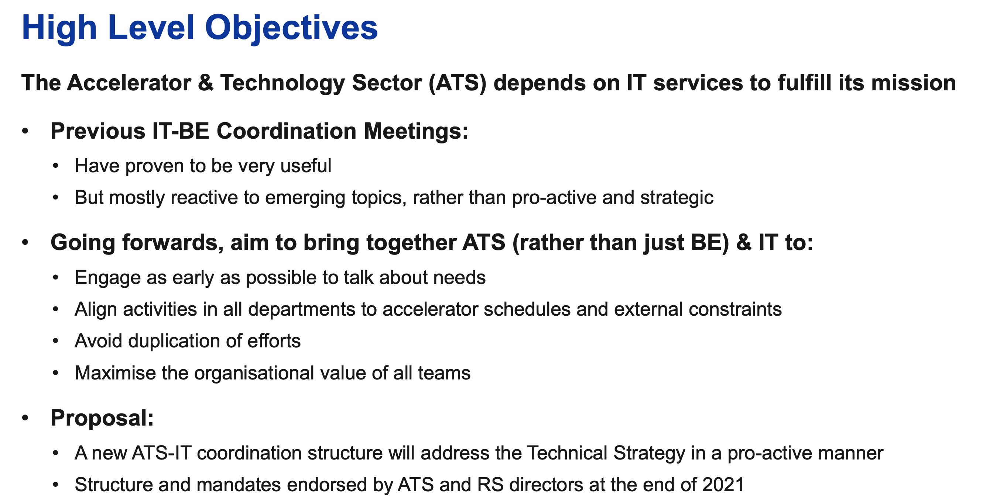 High Level Objectives
The Accelerator & Technology Sector (ATS) depends on IT services to fulfill its mission
• Previous IT-BE Coordination Meetings:
• Have proven to be very useful
• But mostly reactive to emerging topics, rather than pro-active and strategic
• Going forwards, aim to bring together ATS (rather than just BE) & IT to:
• Engage as early as possible to talk about needs
• Align activities in all departments to accelerator schedules and external constraints
• Avoid duplication of efforts
• Maximise the organisational value of all teams
• Proposal:
• A new ATS-IT coordination structure will address the Technical Strategy in a pro-active manner
• Structure and mandates endorsed by ATS and RS directors at the end of 2021